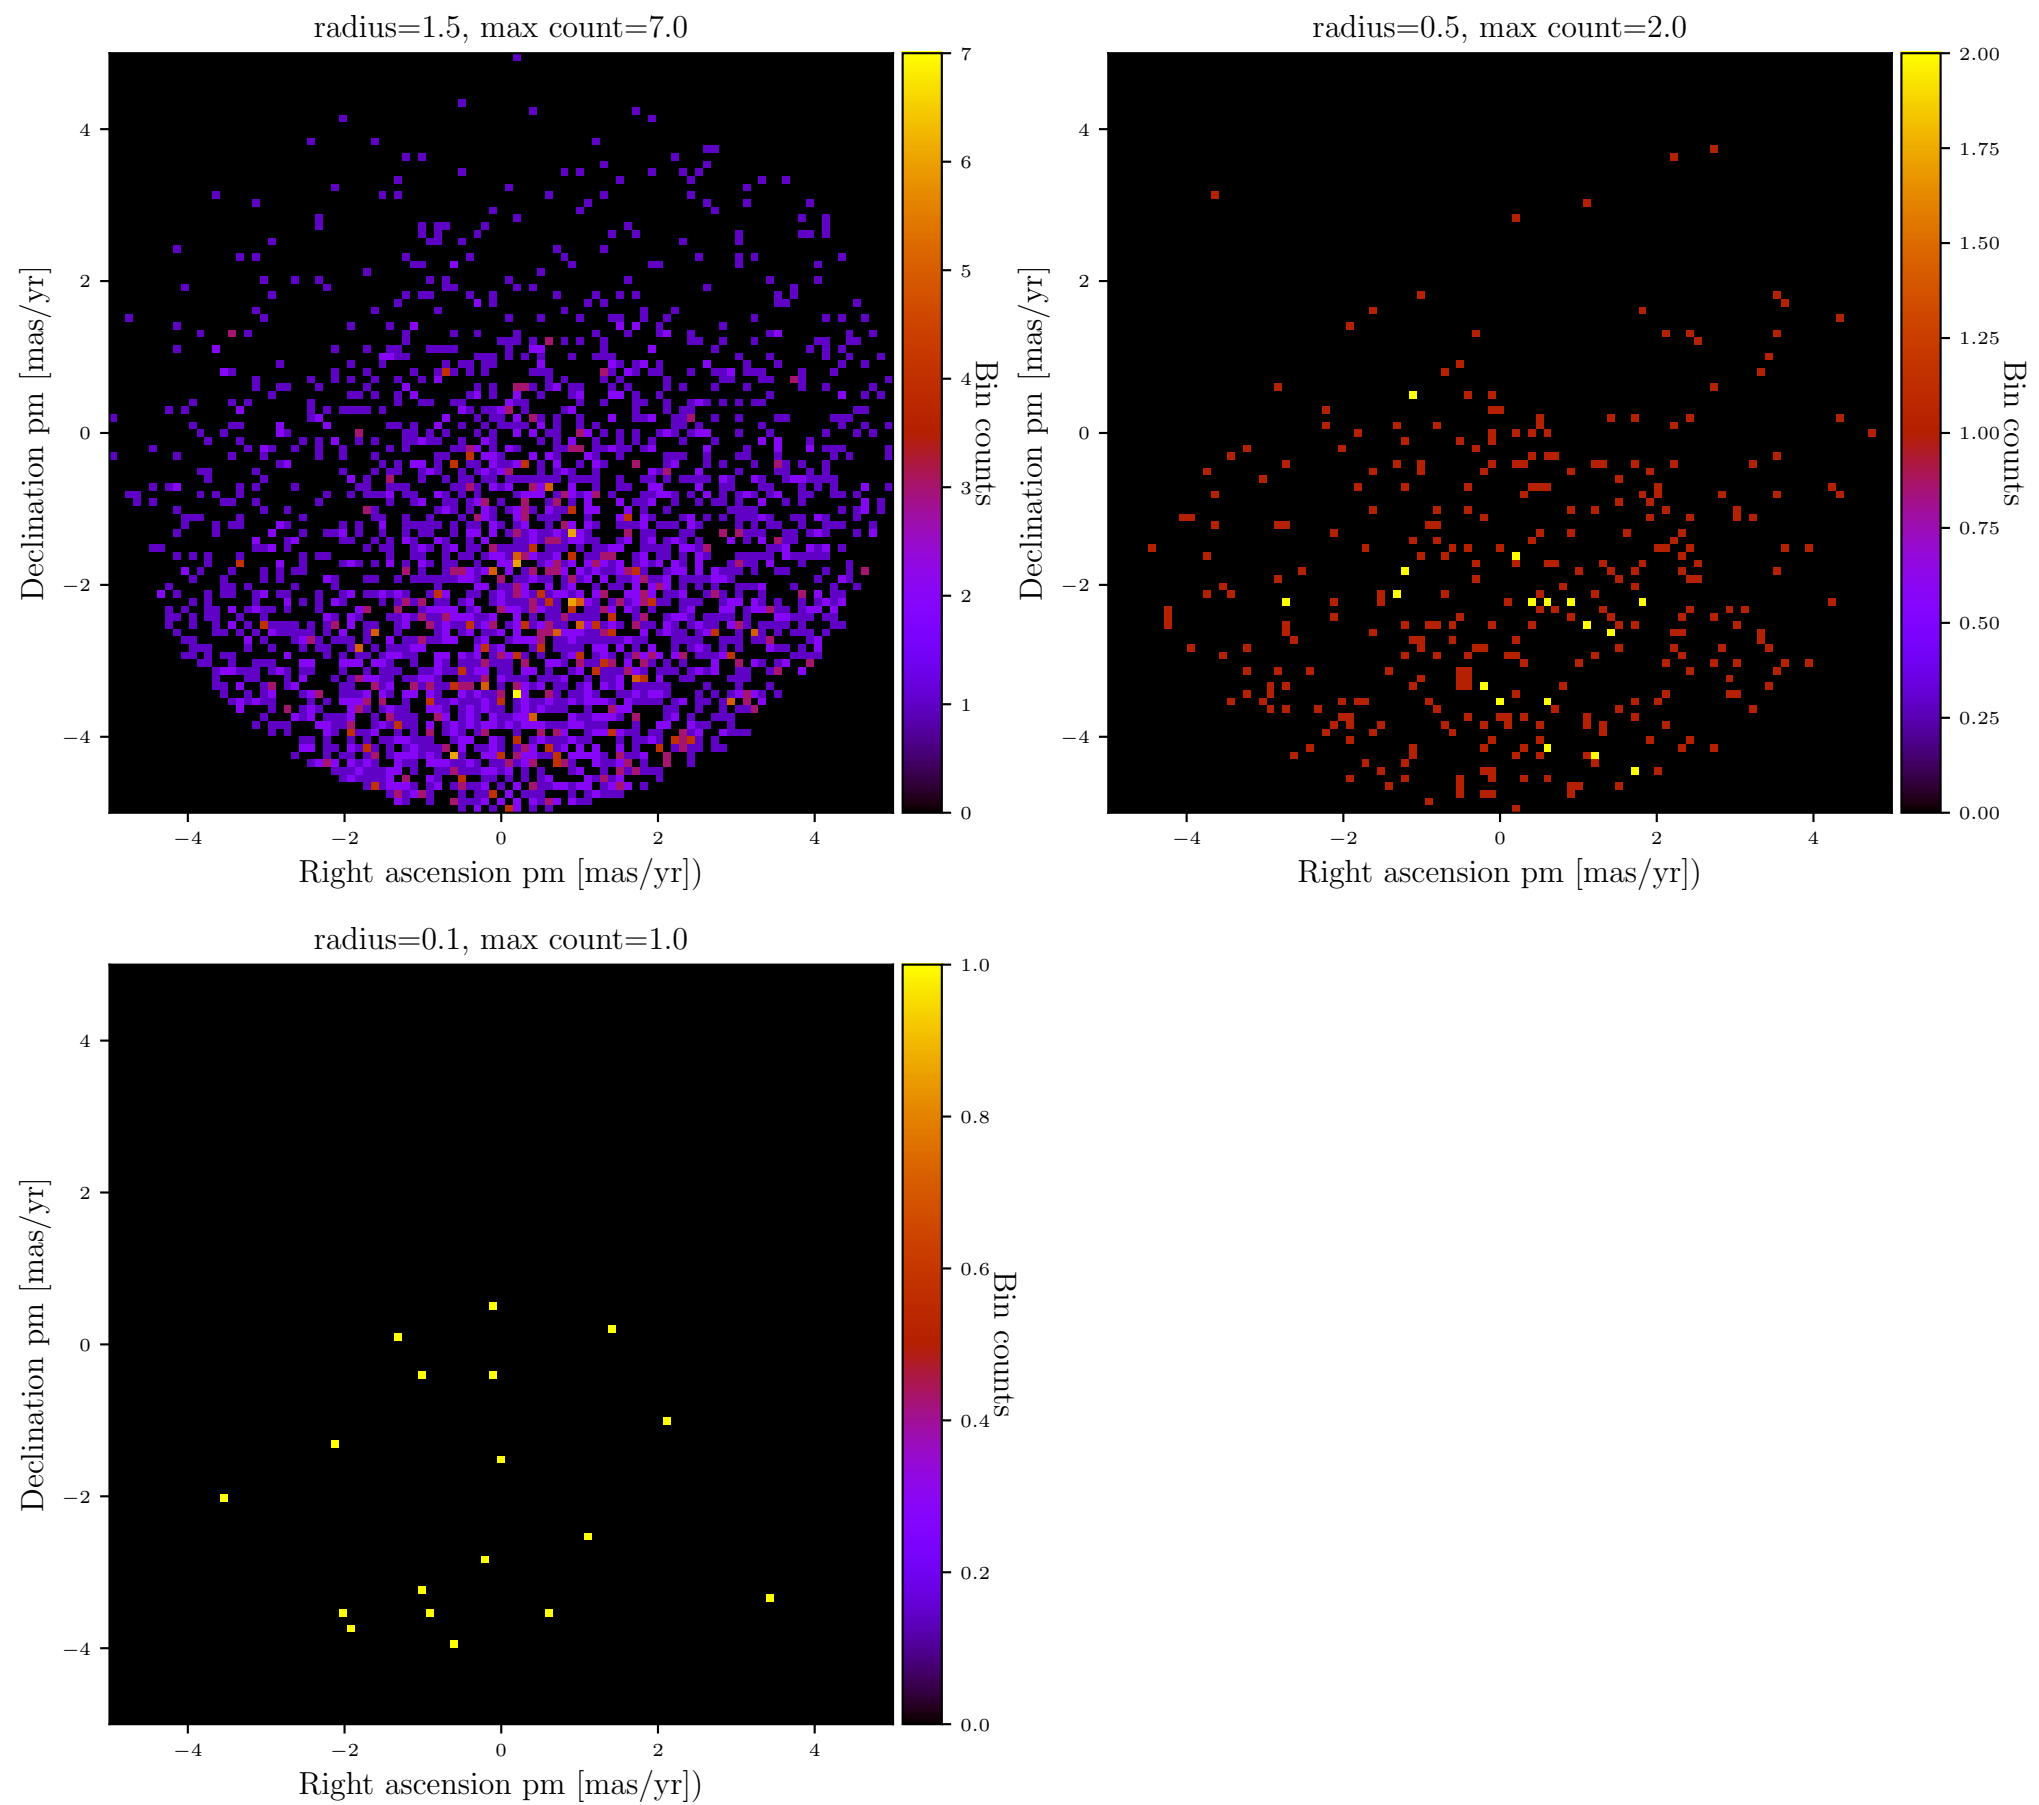 radius=1.5, max count=7.0
7
6
5
4
3
2
1
0
Bin counts
4
2
0
−2
−4
Declination pm [mas/yr]
−4 −2 0 2 4
Right ascension pm [mas/yr])
radius=0.5, max count=2.0
2.00
1.75
1.50
1.25
1.00
0.75
0.50
0.25
0.00
Bin counts
4
2
0
−2
−4
Declination pm [mas/yr]
−4 −2 0 2 4
Right ascension pm [mas/yr])
radius=0.1, max count=1.0
1.0
0.8
0.6
0.4
0.2
0.0
Bin counts
4
2
0
−2
−4
Declination pm [mas/yr]
−4 −2 0 2 4
Right ascension pm [mas/yr])